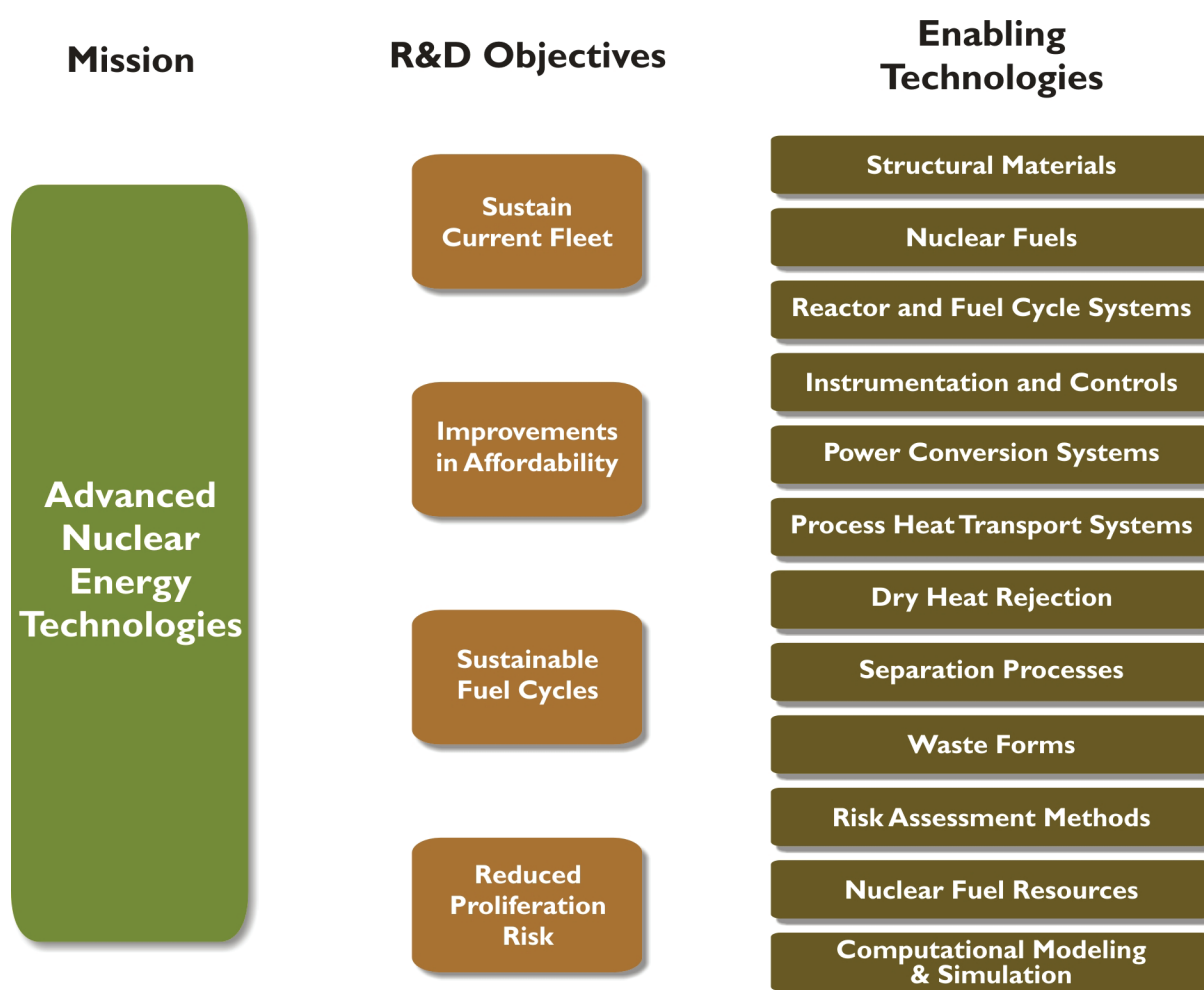 Mission
R&D Objectives
Enabling
Technologies
Advanced
Nuclear
Energy
Technologies
Sustain
Current Fleet
Improvements
in Affordability
Sustainable
Fuel Cycles
Reduced
Proliferation
Risk
Structural Materials
Nuclear Fuels
Reactor and Fuel Cycle Systems
Instrumentation and Controls
Power Conversion Systems
Process Heat Transport Systems
Dry Heat Rejection
Separation Processes
Waste Forms
Risk Assessment Methods
Nuclear Fuel Resources
Computational Modeling
& Simulation